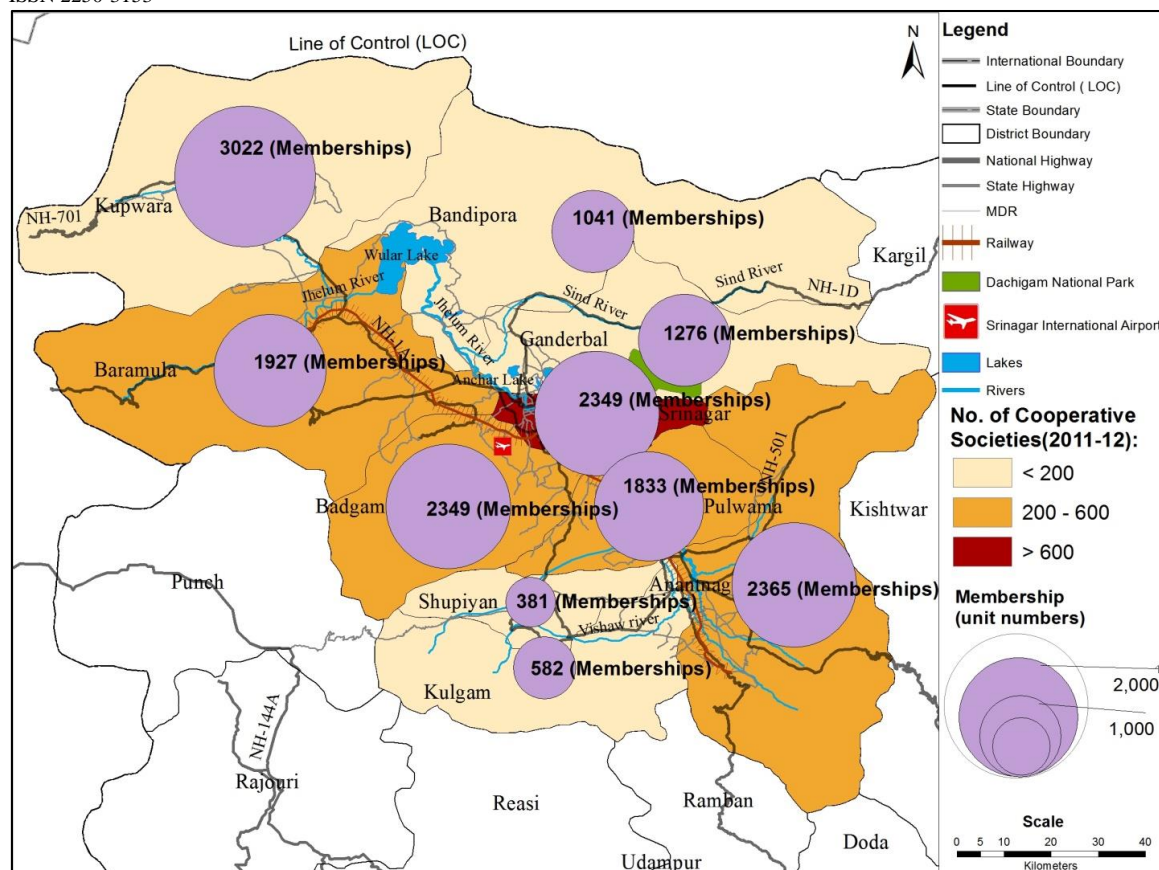 ISSN 2250-3153
Line of Control (LOC)
N
3022 (Memberships)
Kupwara
NH-701
Bandipora
1041 (Memberships)
Kargil
Wular Lake
Jhelum River
Sind River
Sind River
NH-1D
Jhelum River
NH-1A
Ganderbal
1276 (Memberships)
1927 (Memberships)
Baramula
Anchar Lake
2349 (Memberships)
Srinagar
NH-501
1833 (Memberships)
Badgam
2349 (Memberships)
Pulwama
Kishtwar
Punch
Anantnag
2365 (Memberships)
Shupiyan
381 (Memberships)
Vishaw river
582 (Memberships)
Kulgam
NH-144A
Rajouri
Reasi
Ramban
Doda
Udampur
Legend
International Boundary
Line of Control ( LOC)
State Boundary
District Boundary
National Highway
State Highway
MDR
Railway
Dachigam National Park
Srinagar International Airport
Lakes
Rivers
No. of Cooperative
Societies(2011-12):
< 200
200 - 600
> 600
Membership
(unit numbers)
2,000
1,000
Scale
0 5 10 20 30 40
Kilometers